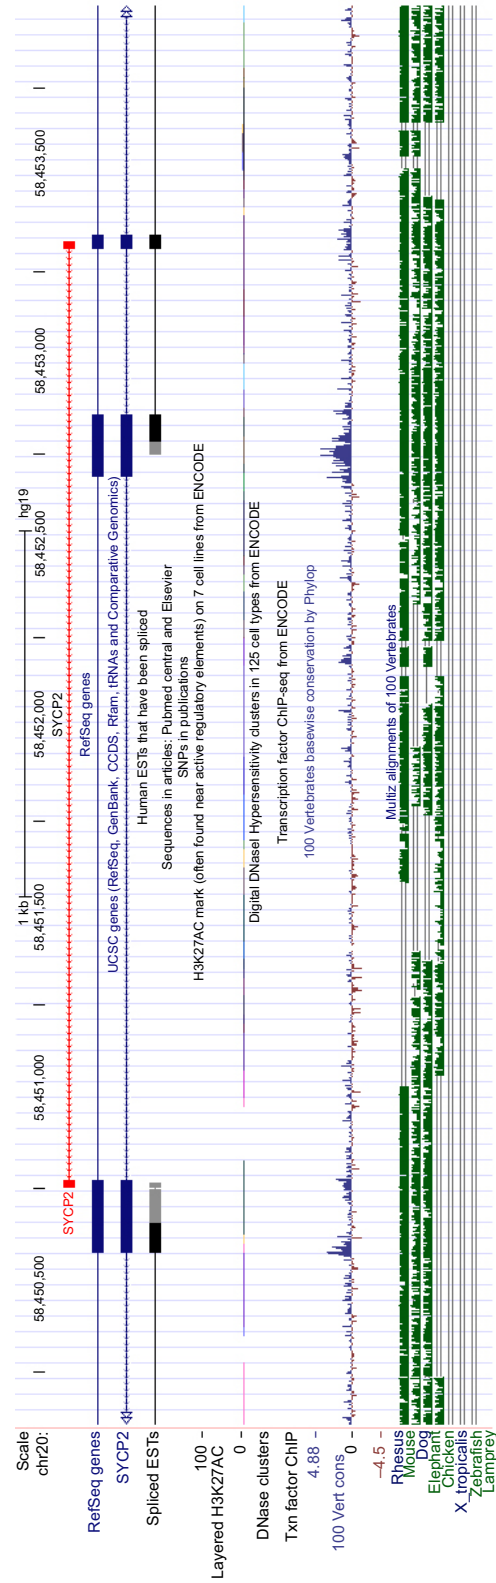 Scale
1 kb
hg19
chr20:
58,450,500
58,451,000
58,451,500
58,452,000
58,452,500
58,453,000
58,453,500
SYCP2
SYCP2
RefSeq genes
RefSeq genes
UCSC genes (RefSeq, GenBank, CCDS, Rfam, tRNAs and Comparative Genomics)
SYCP2
Human ESTs that have been spliced
Spliced ESTs
Sequences in articles: Pubmed central and Elsevier
SNPs in publications
H3K27AC mark (often found near active regulatory elements) on 7 cell lines from ENCODE
100
Layered H3K27AC
0
Digital DNaseI Hypersensitivity clusters in 125 cell types from ENCODE
DNase clusters
Transcription factor ChIP-seq from ENCODE
Txn factor ChIP
100 Vertebrates basewise conservation by Phylop
4.88
100 Vert cons
0
–4.5
Multiz alignments of 100 Vertebrates
Rhesus
Mouse
Dog
Elephant
Chicken
X_tropicalis
Zebrafish
Lamprey